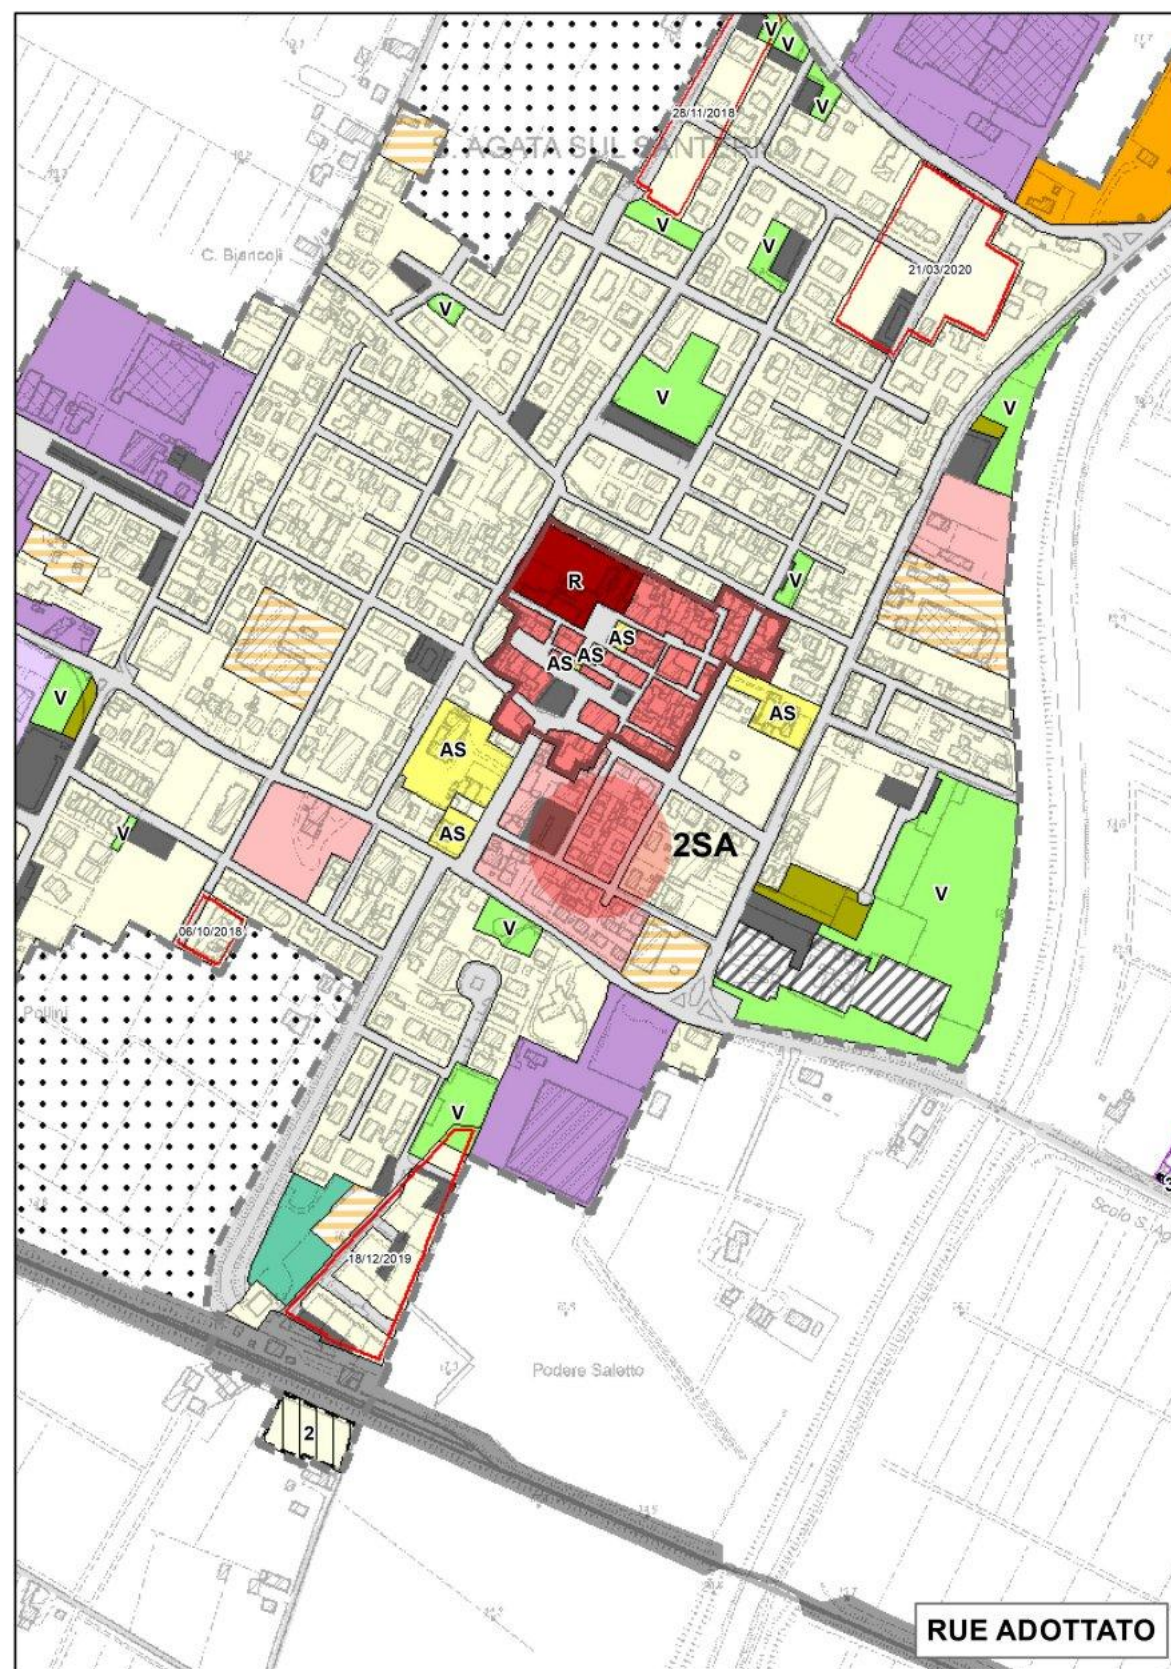 V
V
V
28/11/2018
S. AGATA SUL SANTERNO
V
V
C. Biancoli
21/03/2020
V
V
V
V
R
AS
AS
AS
V
AS
AS
AS
2SA
V
V
V
06/10/2018
Pollini
V
V
18/12/2019
3
Scolo S. Ag
Podere Saletto
2
RUE ADOTTATO